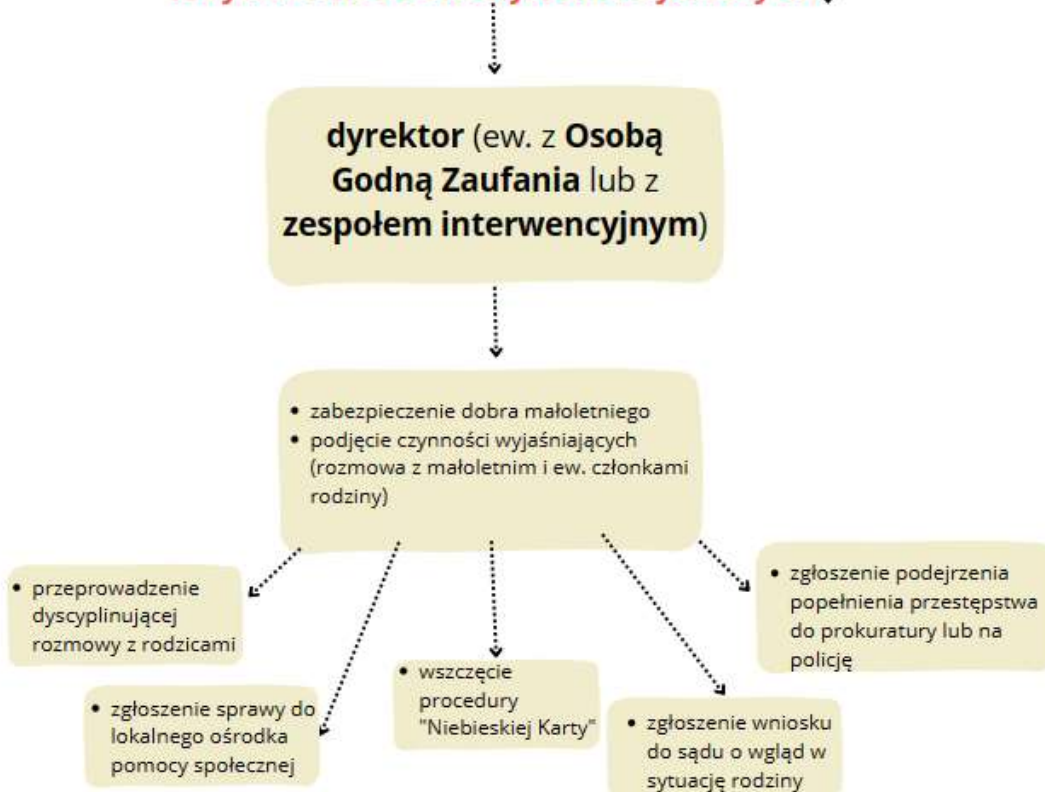 dyrektor (ew. z Osobą
Godną Zaufania lub z
zespołem interwencyjnym)
• zabezpieczenie dobra małoletniego
• podjęcie czynności wyjaśniających
(rozmowa z małoletnim i ew. członkami
rodziny)
• przeprowadzenie
dyscyplinującej
rozmowy z rodzicami
• zgłoszenie sprawy do
lokalnego ośrodka
pomocy społecznej
• wszczęcie
procedury
"Niebieskiej Karty"
• zgłoszenie wniosku
do sądu o wgląd w
sytuację rodziny
• zgłoszenie podejrzenia
popełnienia przestępstwa
do prokuratury lub na
policję